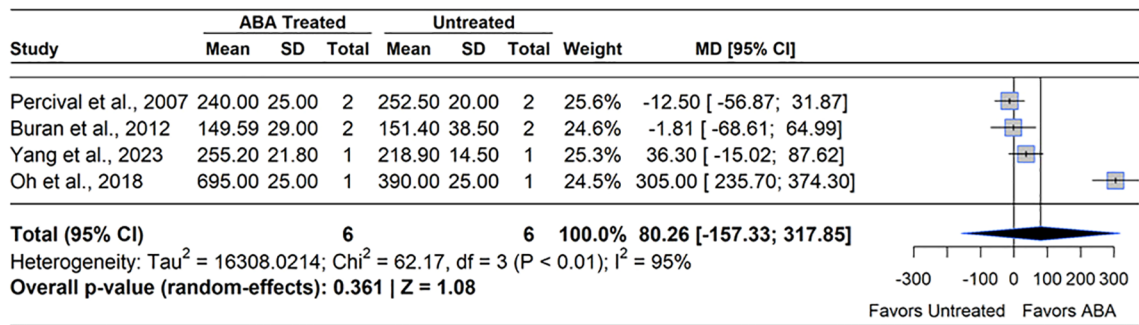 ABA Treated Untreated
Study Mean SD Total Mean SD Total Weight MD [95% CI]
Percival et al., 2007 240.00 25.00 2 252.50 20.00 2 25.6% -12.50 [ -56.87; 31.87]
Buran et al., 2012 149.59 29.00 2 151.40 38.50 2 24.6% -1.81 [ -68.61; 64.99]
Yang et al., 2023 255.20 21.80 1 218.90 14.50 1 25.3% 36.30 [ -15.02; 87.62]
Oh et al., 2018 695.00 25.00 1 390.00 25.00 1 24.5% 305.00 [ 235.70; 374.30]
Total (95% CI) 6 6 100.0% 80.26 [-157.33; 317.85]
Heterogeneity: Tau² = 16308.0214; Chi² = 62.17, df = 3 (P < 0.01); I² = 95%
Overall p-value (random-effects): 0.361 | Z = 1.08
-300 -100 0 100 200 300
Favors Untreated Favors ABA